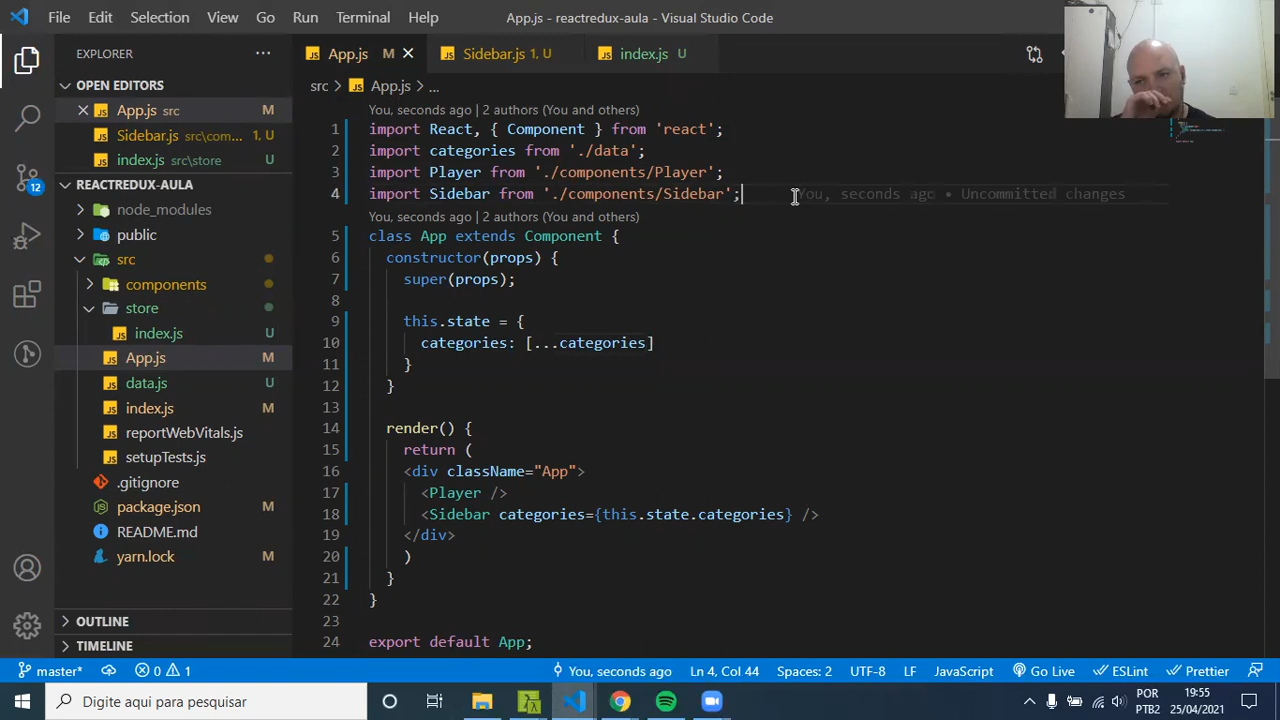 File Edit Selection View Go Run Terminal Help App.js - reactredux-aula - Visual Studio Code
EXPLORER
OPEN EDITORS
App.js src M
Sidebar.js src\com... 1, U
index.js src\store U
REACTREDUX-AULA
node_modules
public
src
components
store
index.js U
App.js M
data.js U
index.js M
reportWebVitals.js
setupTests.js
.gitignore
package.json M
README.md
yarn.lock M
OUTLINE
TIMELINE
12
App.js M Sidebar.js 1, U index.js U
src > App.js > ...
You, seconds ago | 2 authors (You and others)
1 import React, { Component } from 'react';
2 import categories from './data';
3 import Player from './components/Player';
4 import Sidebar from './components/Sidebar'; You, seconds ago • Uncommitted changes
You, seconds ago | 2 authors (You and others)
5 class App extends Component {
6 constructor(props) {
7 super(props);
8
9 this.state = {
10 categories: [...categories]
11 }
12 }
13
14 render() {
15 return (
16 <div className="App">
17 <Player />
18 <Sidebar categories={this.state.categories} />
19 </div>
20 )
21 }
22 }
23
24 export default App;
master* 0 1 You, seconds ago Ln 4, Col 44 Spaces: 2 UTF-8 LF JavaScript Go Live ESLint Prettier
Digite aqui para pesquisar
POR
PTB2
19:55
25/04/2021